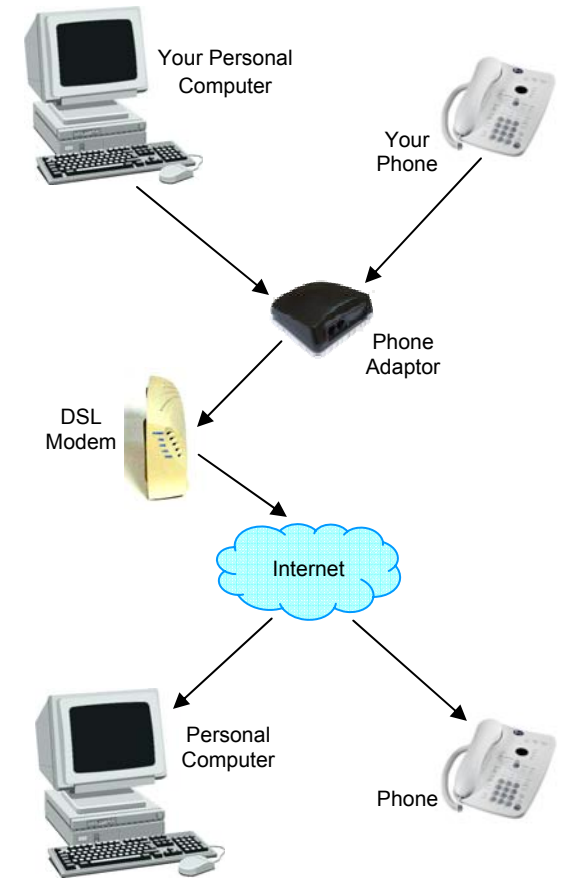 Your Personal
Computer
Your
Phone
Phone
Adaptor
DSL
Modem
Internet
Personal
Computer
Phone